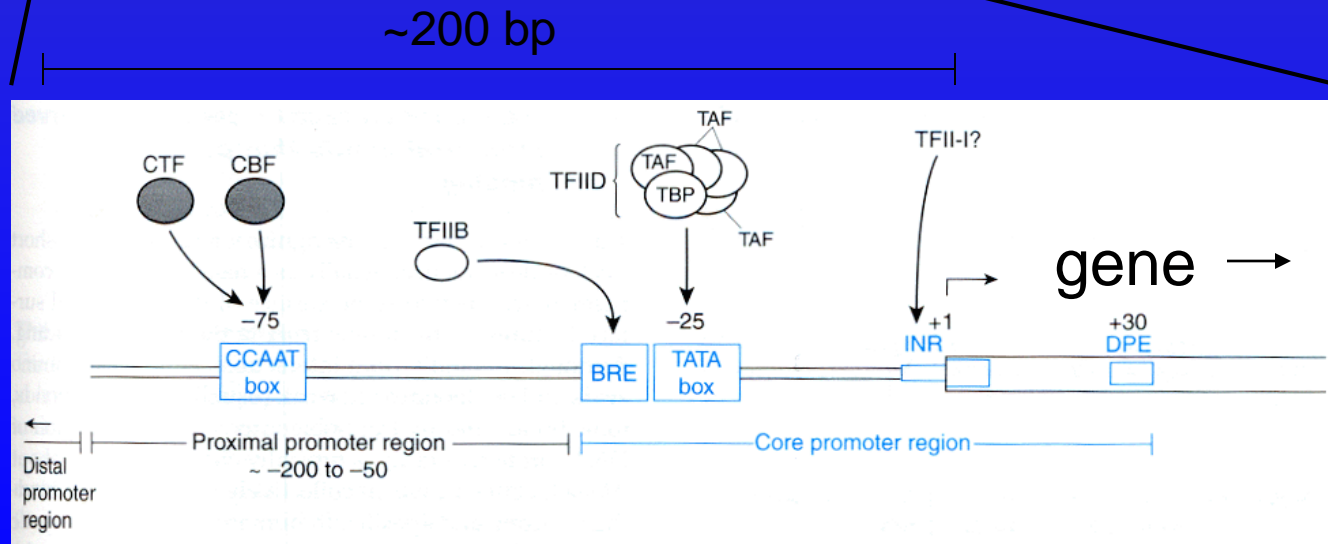 ~200 bp
TAF
CTF
CBF
TFIID
TAF
TBP
TFII-I?
TFIIB
TAF
gene
–75
–25
+1
+30
INR
DPE
CCAAT
box
BRE
TATA
box
Proximal promoter region
~ –200 to –50
Core promoter region
Distal
promoter
region